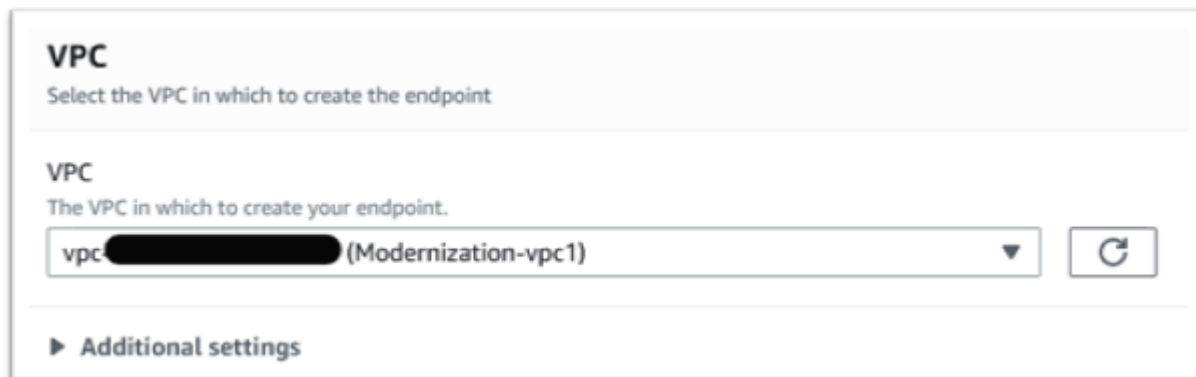 VPC
Select the VPC in which to create the endpoint
VPC
The VPC in which to create your endpoint.
vpc- (Modernization-vpc1)
Additional settings